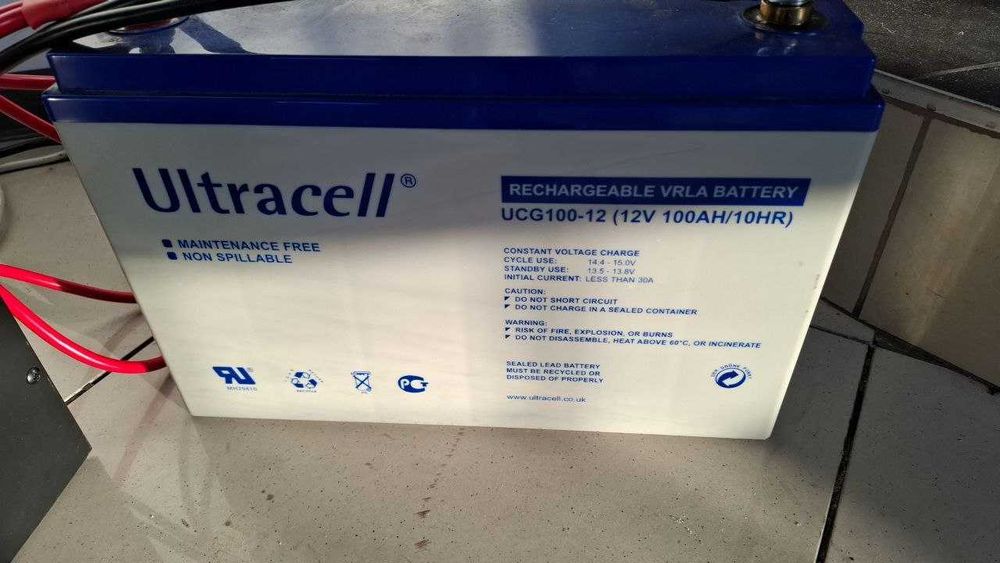 Ultracell®
MAINTENANCE FREE
NON SPILLABLE
RECHARGEABLE VRLA BATTERY
UCG100-12 (12V 100AH/10HR)
CONSTANT VOLTAGE CHARGE
CYCLE USE: 14.4 - 15.0V
STANDBY USE: 13.5 - 13.8V
INITIAL CURRENT: LESS THAN 30A
CAUTION:
DO NOT SHORT CIRCUIT
DO NOT CHARGE IN A SEALED CONTAINER
WARNING:
RISK OF FIRE, EXPLOSION, OR BURNS
DO NOT DISASSEMBLE, HEAT ABOVE 60°C, OR INCINERATE
SEALED LEAD BATTERY
MUST BE RECYCLED OR
DISPOSED OF PROPERLY
www.ultracell.co.uk
Pb